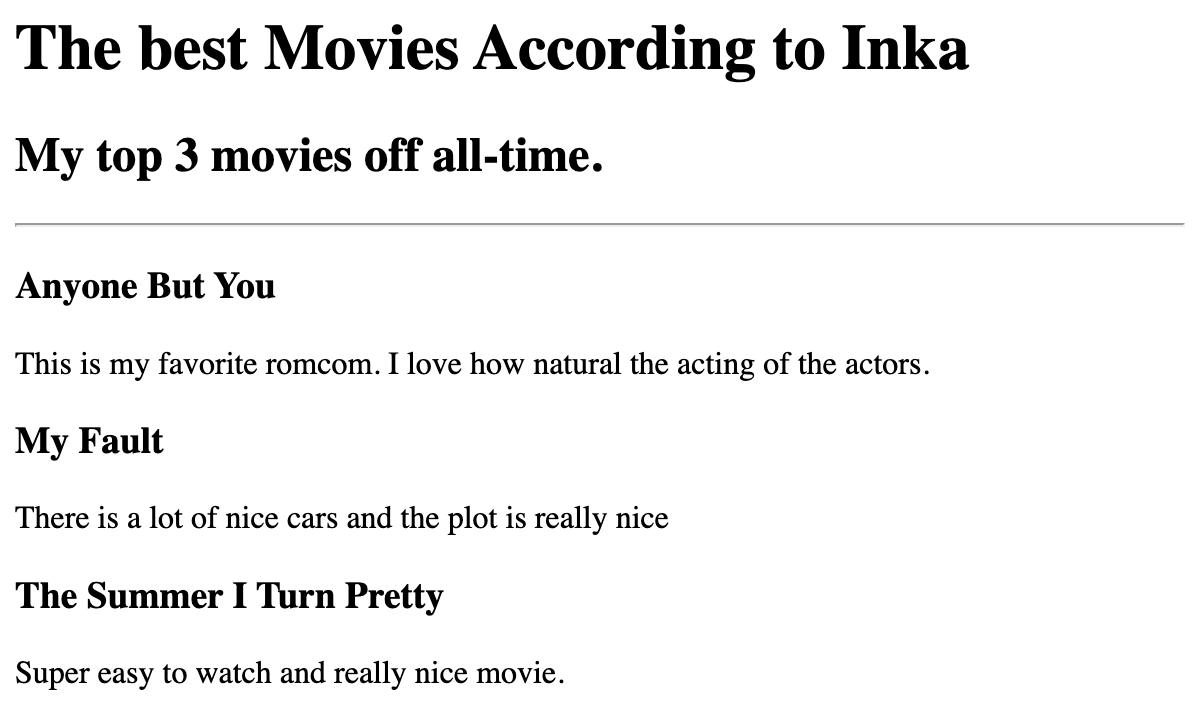 The best Movies According to Inka
My top 3 movies off all-time.
Anyone But You
This is my favorite romcom. I love how natural the acting of the actors.
My Fault
There is a lot of nice cars and the plot is really nice
The Summer I Turn Pretty
Super easy to watch and really nice movie.